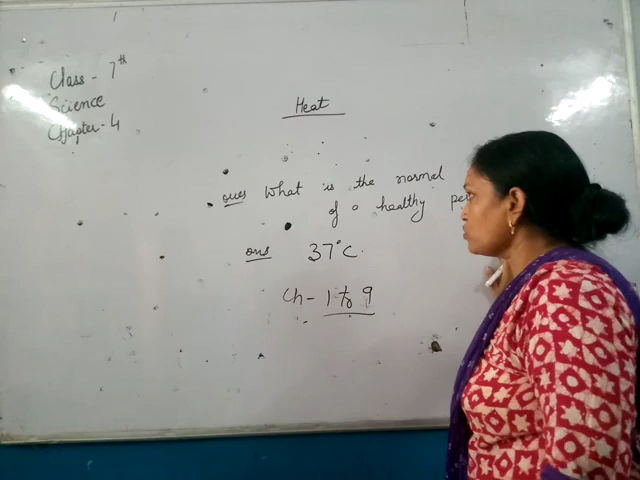 Class - 7th
Science
Chapter - 4
Heat
ques What is the normal
of a healthy pe
ans 37°C.
Ch - 1 to 9